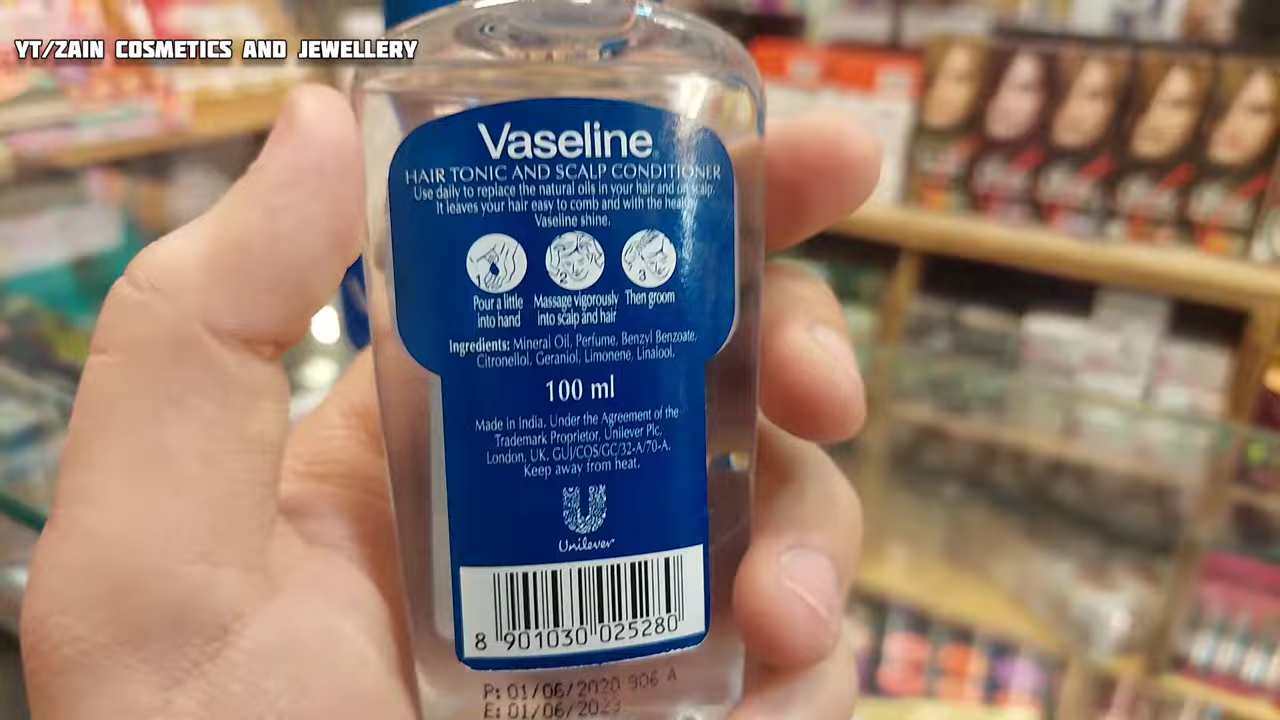 YT/ZAIN COSMETICS AND JEWELLERY
Vaseline
HAIR TONIC AND SCALP CONDITIONER
Use daily to replace the natural oils in your hair and on scalp.
It leaves your hair easy to comb and with the healthy
Vaseline shine.
1 2 3
Pour a little into hand
Massage vigorously into scalp and hair
Then groom
Ingredients: Mineral Oil, Perfume, Benzyl Benzoate,
Citronellol, Geraniol, Limonene, Linalool.
100 ml
Made in India. Under the Agreement of the
Trademark Proprietor, Unilever Plc,
London, UK. GUJ/COS/GC/32-A/70-A.
Keep away from heat.
Unilever
8 901030 025280
P: 01/06/2020 906 A
E: 01/06/2023